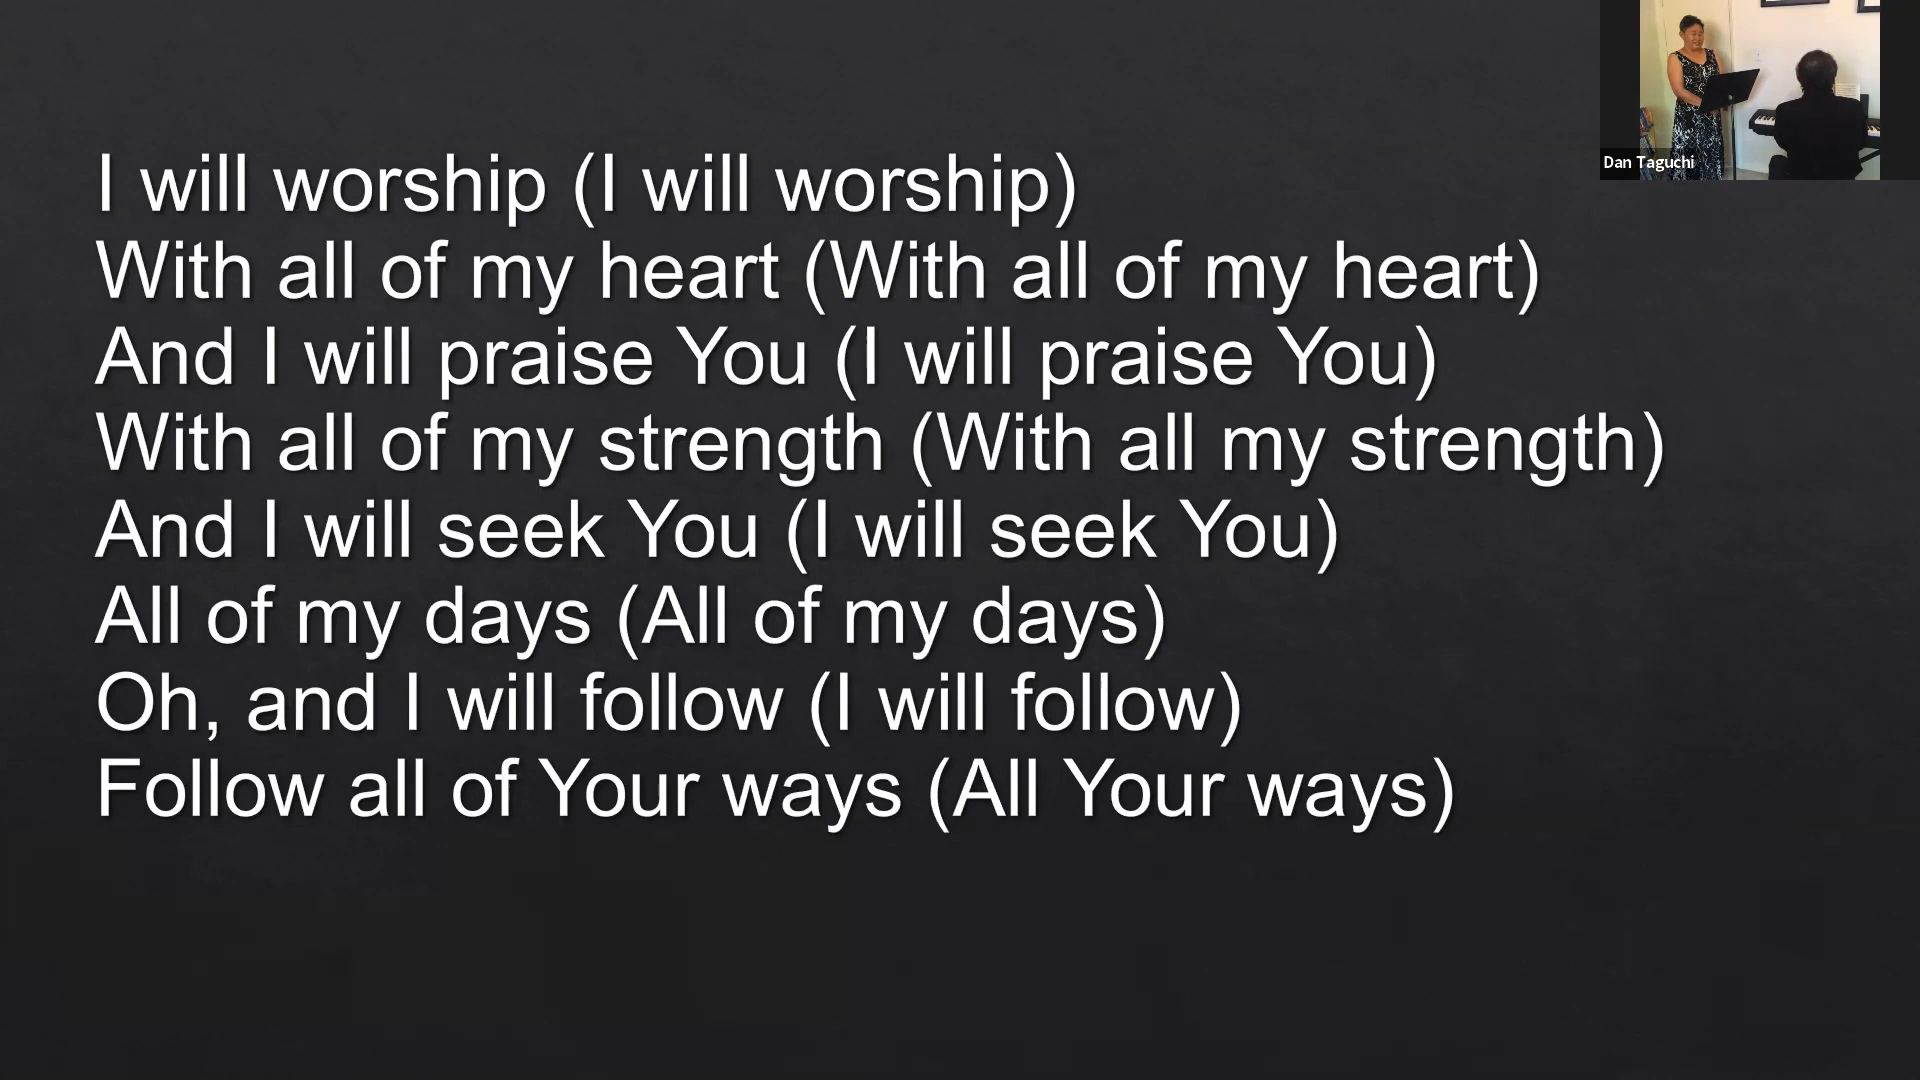 I will worship (I will worship)
With all of my heart (With all of my heart)
And I will praise You (I will praise You)
With all of my strength (With all my strength)
And I will seek You (I will seek You)
All of my days (All of my days)
Oh, and I will follow (I will follow)
Follow all of Your ways (All Your ways)
Dan Taguchi